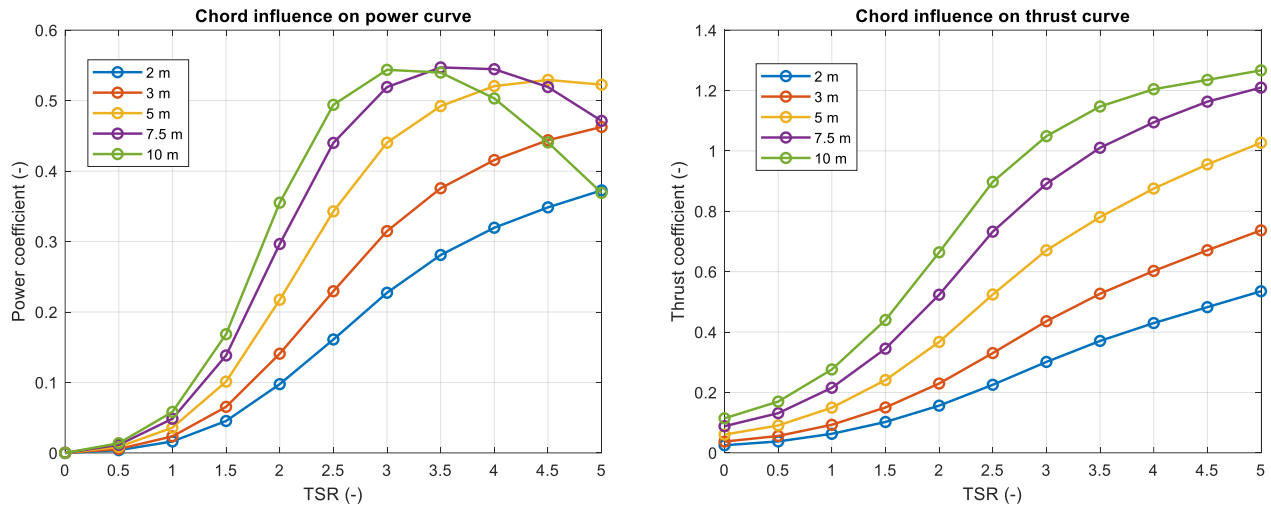 Chord influence on power curve
0.6
0.5
0.4
0.3
0.2
0.1
0
Power coefficient (-)
2 m
3 m
5 m
7.5 m
10 m
0 0.5 1 1.5 2 2.5 3 3.5 4 4.5 5
TSR (-)
Chord influence on thrust curve
1.4
1.2
1
0.8
0.6
0.4
0.2
0
Thrust coefficient (-)
2 m
3 m
5 m
7.5 m
10 m
0 0.5 1 1.5 2 2.5 3 3.5 4 4.5 5
TSR (-)